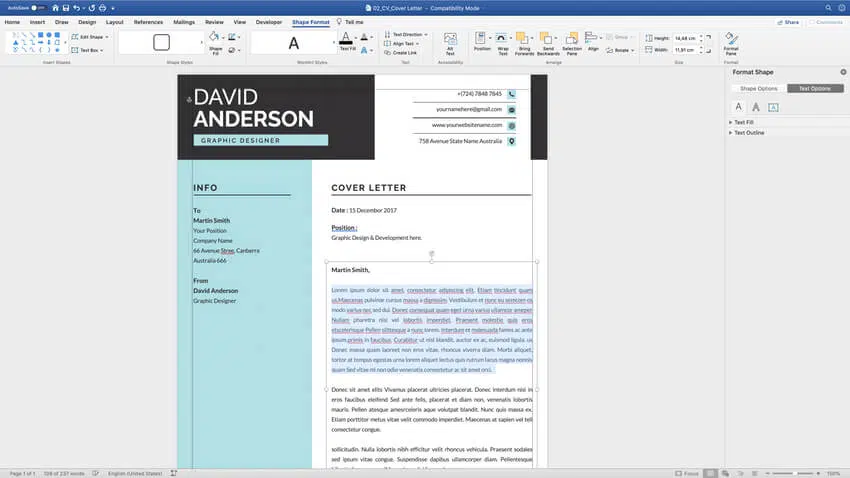 AutoSave OFF
02_CV_Cover Letter - Compatibility Mode
Home Insert Draw Design Layout References Mailings Review View Developer Shape Format Tell me
Share Comments
Shapes
Edit Shape
Text Box
Shape Styles
Shape Fill
A
Text Fill
Text Direction
Align Text
Create Link
Alt Text
Position
Wrap Text
Bring Forwards
Send Backwards
Selection Pane
Align
Group
Rotate
Height: 14,48 cm
Width: 11,91 cm
Format Pane
Insert Shapes Shape Styles WordArt Styles Text Accessibility Arrange Size
Format Shape
Shape Options Text Options
Text Fill
Text Outline
DAVID
ANDERSON
GRAPHIC DESIGNER
+(724) 7848 7845
yournamehere@gmail.com
www.yourwebsitename.com
758 Avenue State Name Australia
INFO
To
Martin Smith
Your Position
Company Name
66 Avenue Stree, Canberra
Australia 666
From
David Anderson
Graphic Designer
COVER LETTER
Date : 15 December 2017
Position :
Graphic Design & Development here.
Martin Smith,
Lorem ipsum dolor sit amet, consectetur adipiscing elit. Etiam tincidunt quam
us.Maecenas pulvinar cursus massa a dignissim. Vestibulum et nunc eu
modo varius nec sed dui. Donec consequat quam eget urna varius ullamcor
Nullam pharetra nisi vel lobortis imperdiet. Praesent molestie quis eros
Pellen a nunc lorem. Interdum et malesuada fames ac ante
ipsum primis in faucibus. Curabitur ut nisi blandit, auctor ex ac, euismod ligula. us
Donec massa quam laoreet non eros vitae, rhoncus viverra diam. Morbi aliquet,
tortor at tempus egestas urna lorem aliquet lectus quis rutrum lacus magna
quam Sed vitae mi non odio venenatis consectetur ac sit amet orci.
Donec sit amet elits Vivamus placerat ultricies placerat. Donec interdum nisi in
eros faucibus eleifend Sed ante felis, placerat et diam non, venenatis lobortis
mauris. Pellen atesque amesrceleris aque volutpat blandit. Nunc quis massa ex.
Etiam porttitor metus vitae velit commodo imperdiet. Maecenas at sapien vel teli
consectetur congue.
sollicitudin. Nulla lobortis nibh efficitur velit rhoncus vehicula. Praesent sodales
sed ipsum vitae congue. Suspendisse dapibus ullamcorper diam. Pellentesque
Page 1 of 1 128 of 237 words English (United States) Focus 150%